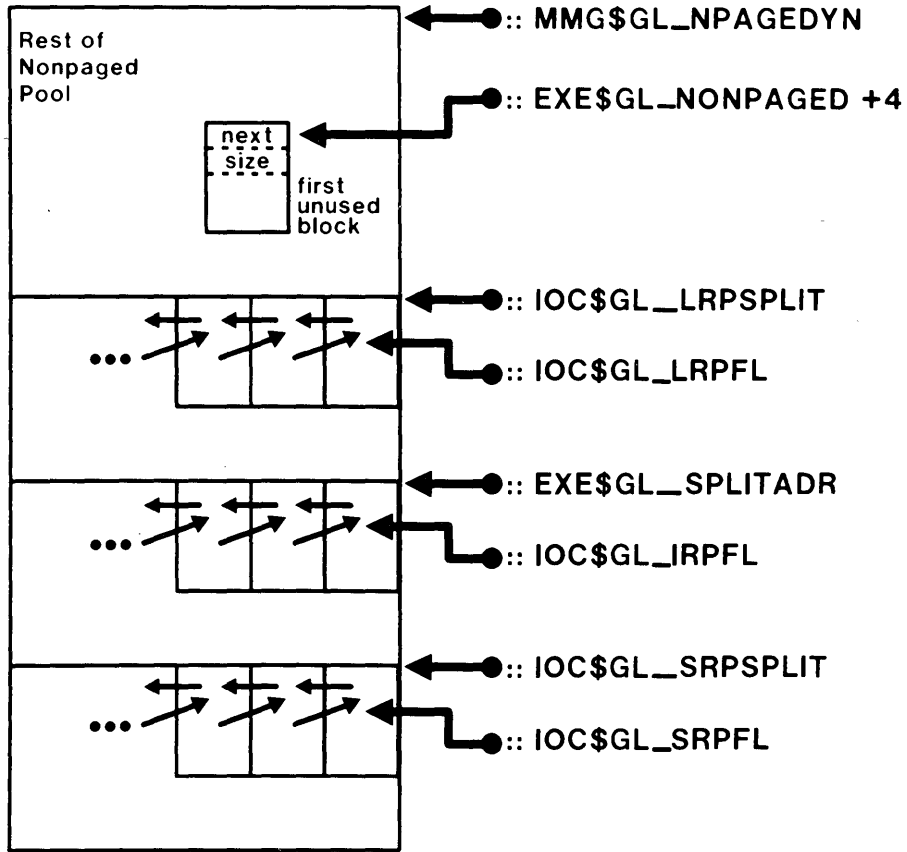 :: MMG$GL_NPAGEDYN
Rest of
Nonpaged
Pool
:: EXE$GL_NONPAGED +4
next
size
first
unused
block
:: IOC$GL_LRPSPLIT
•••
:: IOC$GL_LRPFL
:: EXE$GL_SPLITADR
•••
:: IOC$GL_IRPFL
:: IOC$GL_SRPSPLIT
•••
:: IOC$GL_SRPFL